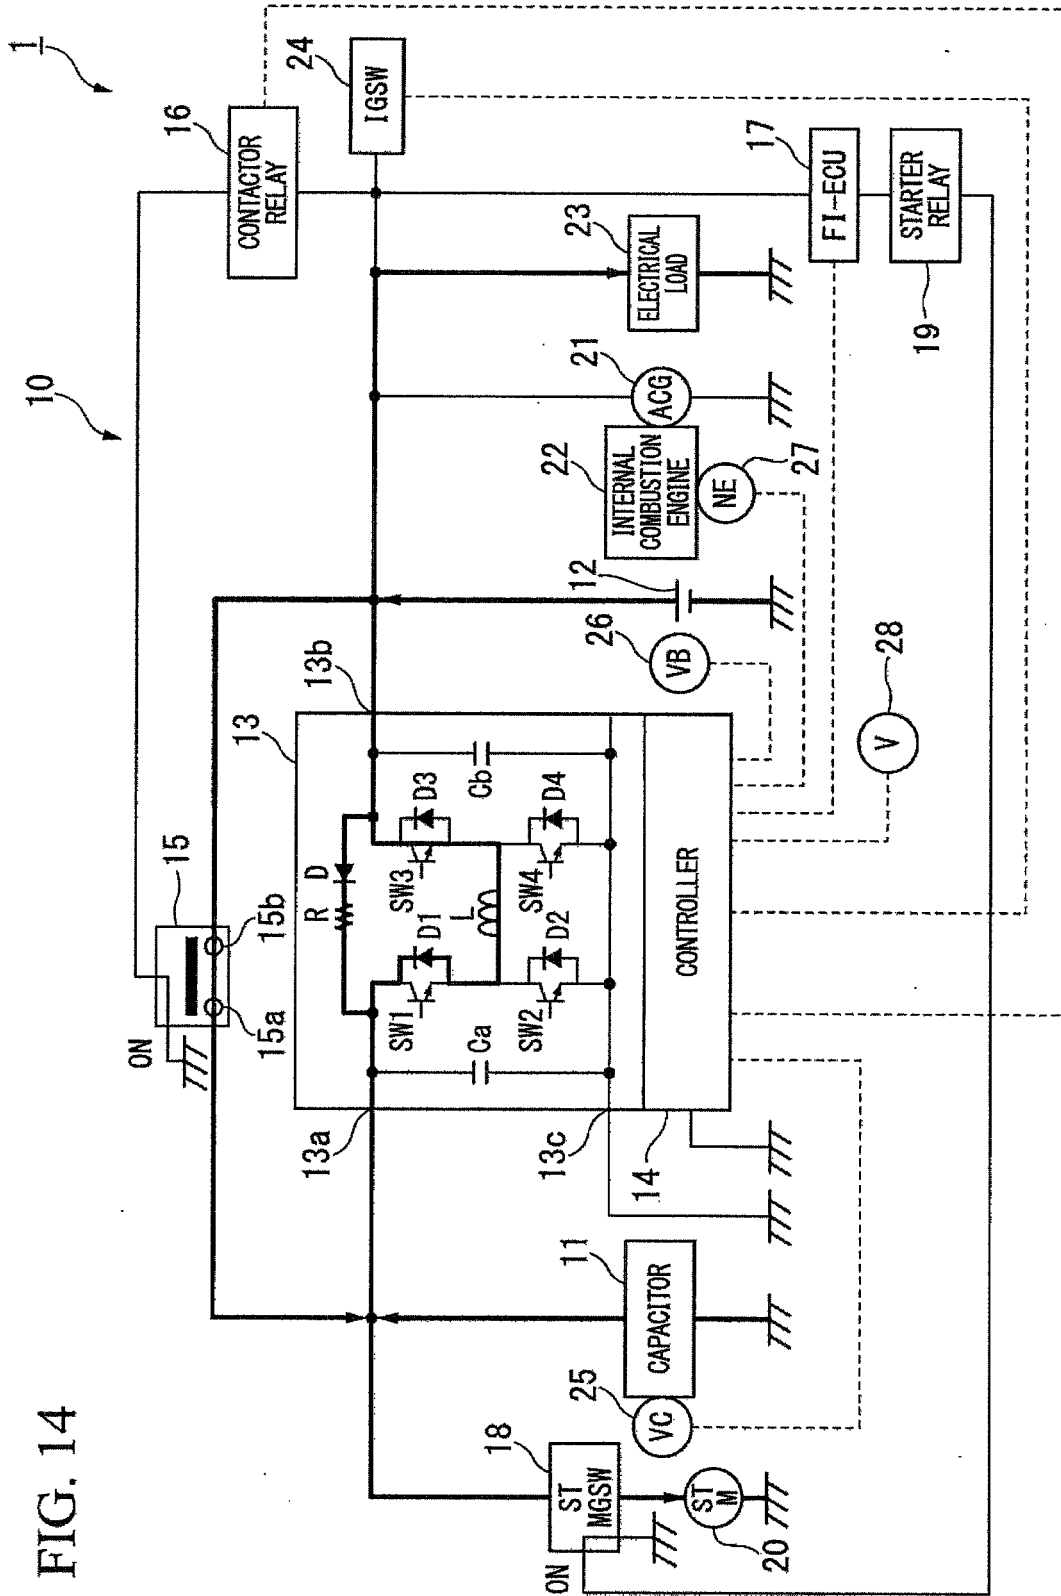 FIG. 14
1
10
16
CONTACTOR
RELAY
24
IGSW
15
ON
15a
15b
13
13a
13b
R
D
SW1
D1
SW3
D3
L
Ca
Cb
SW2
D2
SW4
D4
13c
14
CONTROLLER
11
CAPACITOR
25
VC
18
ST
MGSW
ON
ST
M
20
26
VB
12
22
INTERNAL
COMBUSTION
ENGINE
21
ACG
NE
27
23
ELECTRICAL
LOAD
17
FI-ECU
STARTER
RELAY
19
V
28